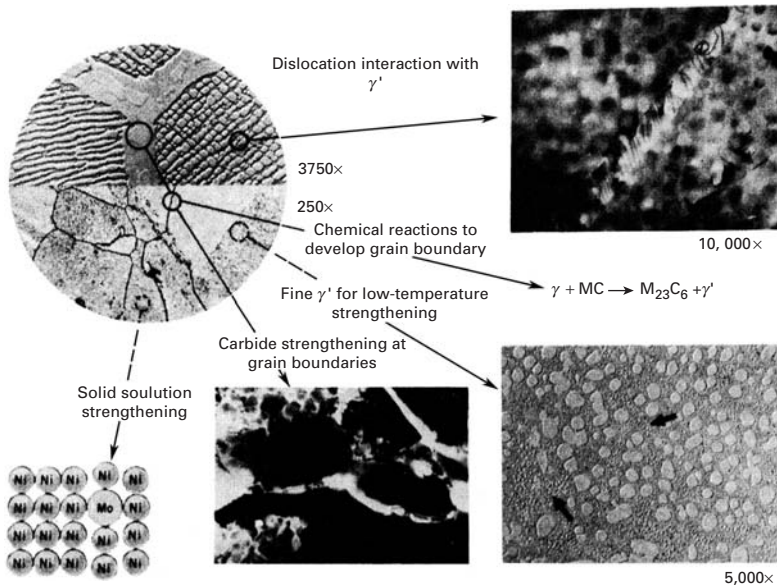 Dislocation interaction with
γ'
3750×
250×
10, 000×
Chemical reactions to
develop grain boundary
γ + MC → M₂₃C₆ +γ'
Fine γ' for low-temperature
strengthening
Carbide strengthening at
grain boundaries
Solid soulution
strengthening
Ni Ni Ni Ni Ni
Ni Ni Ni Mo Ni
Ni Ni Ni Ni Ni
Ni Ni Ni Ni Ni
5,000×